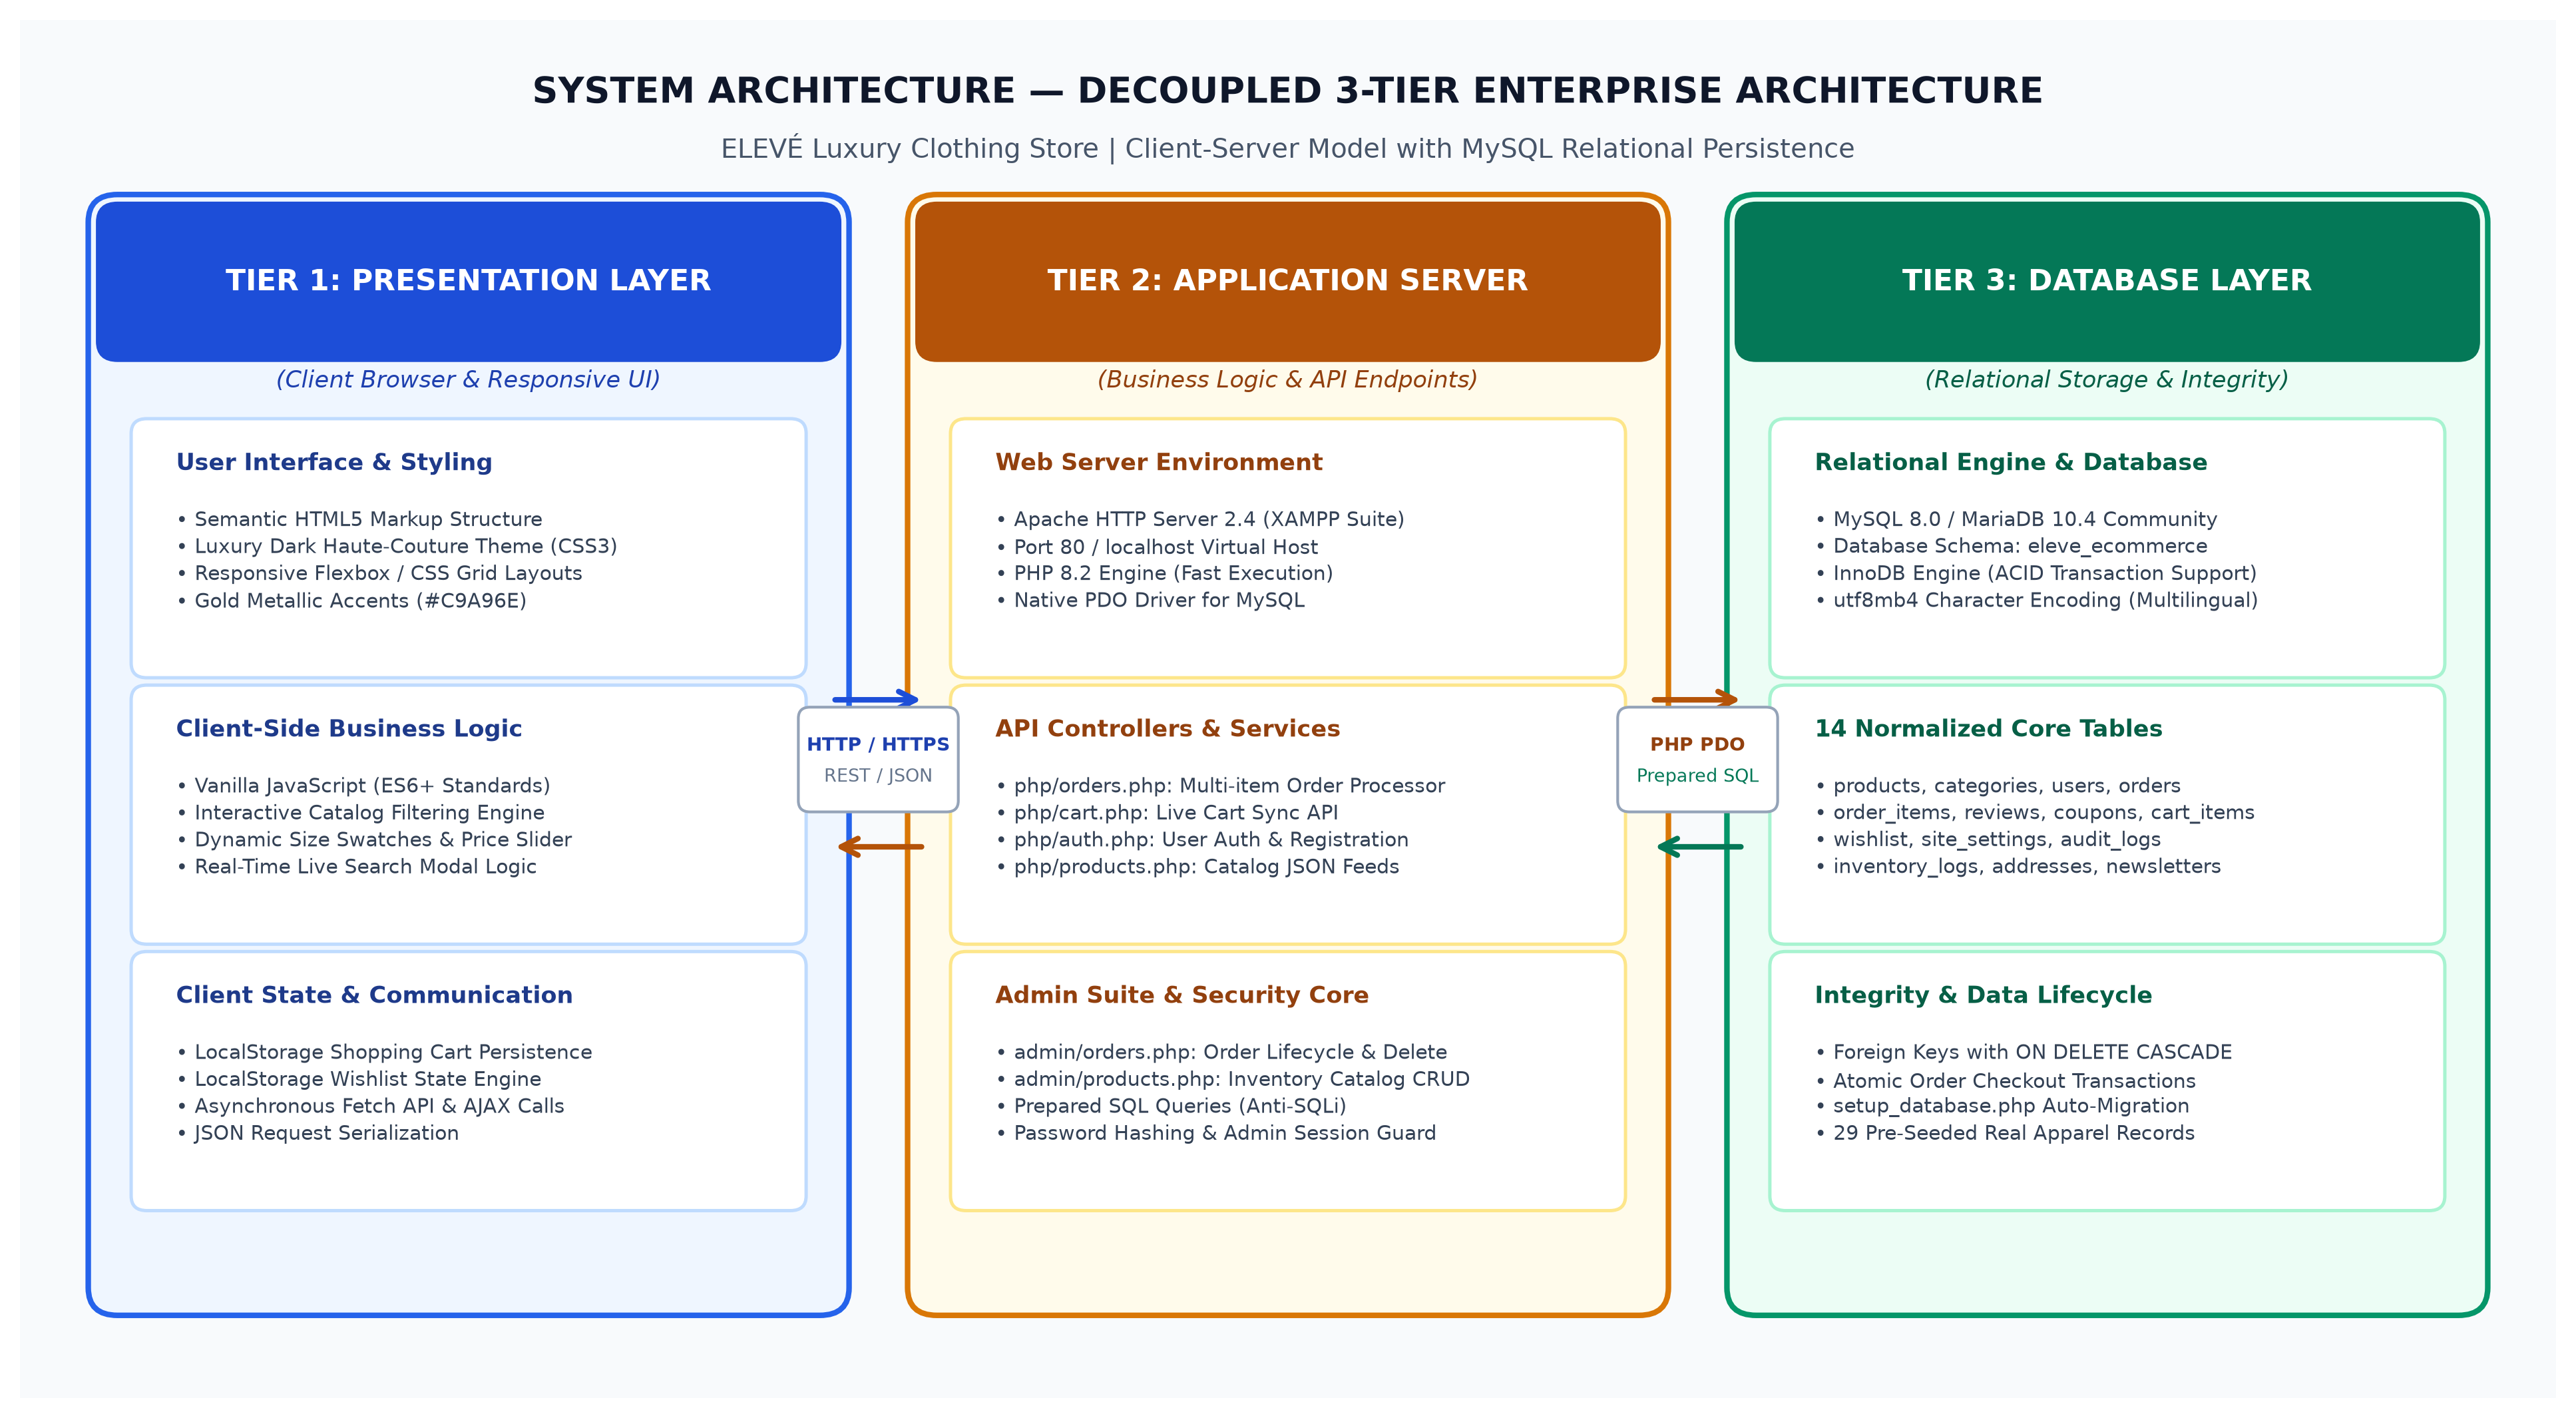 SYSTEM ARCHITECTURE — DECOUPLED 3-TIER ENTERPRISE ARCHITECTURE
ELEVÉ Luxury Clothing Store | Client-Server Model with MySQL Relational Persistence
TIER 1: PRESENTATION LAYER
(Client Browser & Responsive UI)
User Interface & Styling
• Semantic HTML5 Markup Structure
• Luxury Dark Haute-Couture Theme (CSS3)
• Responsive Flexbox / CSS Grid Layouts
• Gold Metallic Accents (#C9A96E)
Client-Side Business Logic
• Vanilla JavaScript (ES6+ Standards)
• Interactive Catalog Filtering Engine
• Dynamic Size Swatches & Price Slider
• Real-Time Live Search Modal Logic
Client State & Communication
• LocalStorage Shopping Cart Persistence
• LocalStorage Wishlist State Engine
• Asynchronous Fetch API & AJAX Calls
• JSON Request Serialization
HTTP / HTTPS
REST / JSON
TIER 2: APPLICATION SERVER
(Business Logic & API Endpoints)
Web Server Environment
• Apache HTTP Server 2.4 (XAMPP Suite)
• Port 80 / localhost Virtual Host
• PHP 8.2 Engine (Fast Execution)
• Native PDO Driver for MySQL
API Controllers & Services
• php/orders.php: Multi-item Order Processor
• php/cart.php: Live Cart Sync API
• php/auth.php: User Auth & Registration
• php/products.php: Catalog JSON Feeds
Admin Suite & Security Core
• admin/orders.php: Order Lifecycle & Delete
• admin/products.php: Inventory Catalog CRUD
• Prepared SQL Queries (Anti-SQLi)
• Password Hashing & Admin Session Guard
PHP PDO
Prepared SQL
TIER 3: DATABASE LAYER
(Relational Storage & Integrity)
Relational Engine & Database
• MySQL 8.0 / MariaDB 10.4 Community
• Database Schema: eleve_ecommerce
• InnoDB Engine (ACID Transaction Support)
• utf8mb4 Character Encoding (Multilingual)
14 Normalized Core Tables
• products, categories, users, orders
• order_items, reviews, coupons, cart_items
• wishlist, site_settings, audit_logs
• inventory_logs, addresses, newsletters
Integrity & Data Lifecycle
• Foreign Keys with ON DELETE CASCADE
• Atomic Order Checkout Transactions
• setup_database.php Auto-Migration
• 29 Pre-Seeded Real Apparel Records